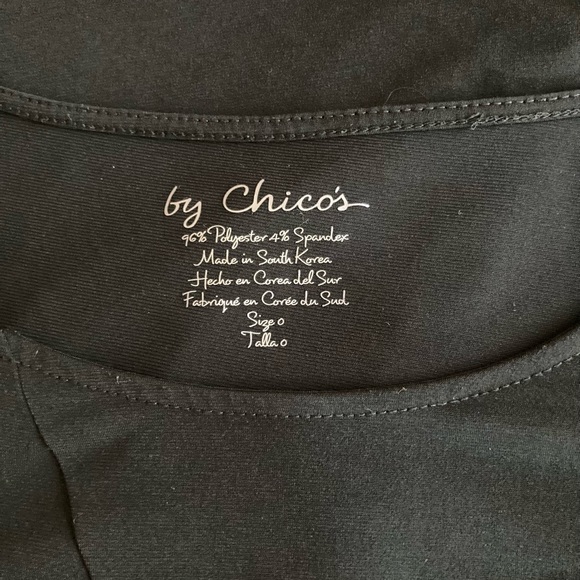 by Chico's
96% Polyester 4% Spandex
Made in South Korea
Hecho en Corea del Sur
Fabriqué en Corée du Sud
Size 0
Talla 0